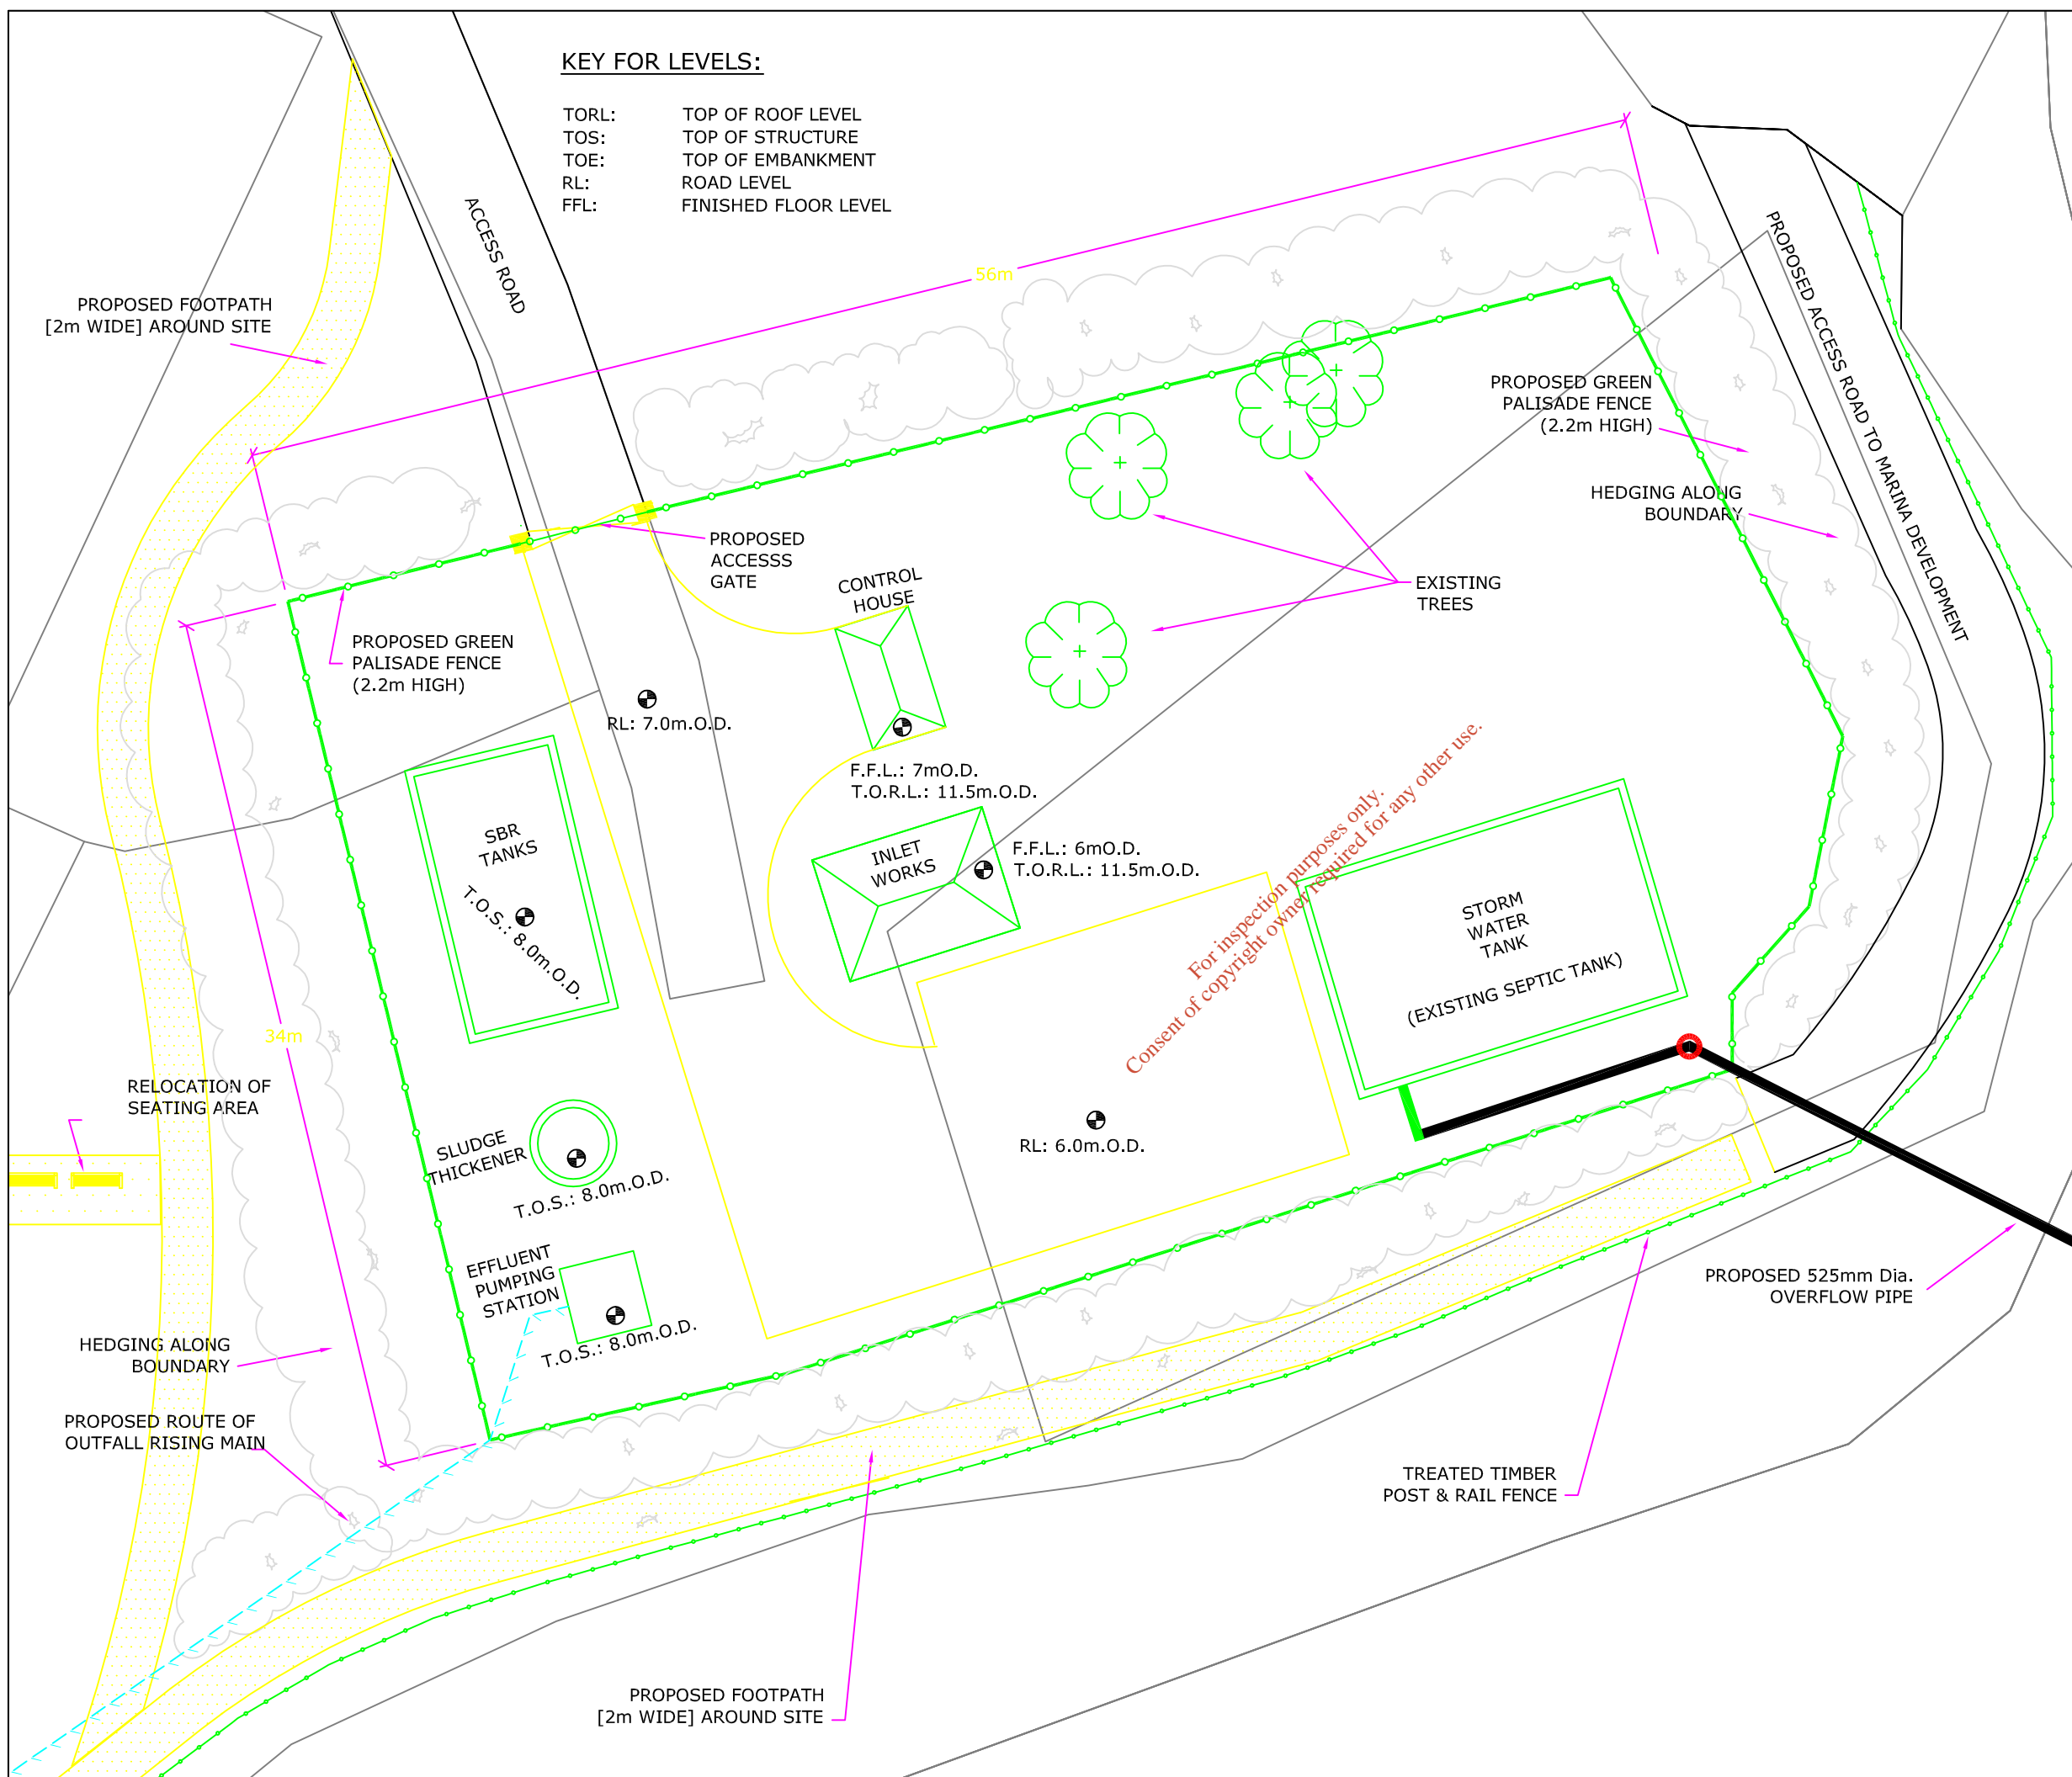 KEY FOR LEVELS:
TORL: TOP OF ROOF LEVEL
TOS: TOP OF STRUCTURE
TOE: TOP OF EMBANKMENT
RL: ROAD LEVEL
FFL: FINISHED FLOOR LEVEL
ACCESS ROAD
56m
PROPOSED FOOTPATH
[2m WIDE] AROUND SITE
PROPOSED ACCESS ROAD TO MARINA DEVELOPMENT
PROPOSED GREEN
PALISADE FENCE
(2.2m HIGH)
HEDGING ALONG
BOUNDARY
PROPOSED
ACCESSS
GATE
CONTROL
HOUSE
EXISTING
TREES
PROPOSED GREEN
PALISADE FENCE
(2.2m HIGH)
RL: 7.0m.O.D.
F.F.L.: 7mO.D.
T.O.R.L.: 11.5m.O.D.
SBR
TANKS
T.O.S.: 8.0m.O.D.
INLET
WORKS
F.F.L.: 6mO.D.
T.O.R.L.: 11.5m.O.D.
For inspection purposes only.
Consent of copyright owner required for any other use.
STORM
WATER
TANK
(EXISTING SEPTIC TANK)
34m
RELOCATION OF
SEATING AREA
SLUDGE
THICKENER
T.O.S.: 8.0m.O.D.
RL: 6.0m.O.D.
EFFLUENT
PUMPING
STATION
T.O.S.: 8.0m.O.D.
PROPOSED 525mm Dia.
OVERFLOW PIPE
HEDGING ALONG
BOUNDARY
PROPOSED ROUTE OF
OUTFALL RISING MAIN
TREATED TIMBER
POST & RAIL FENCE
PROPOSED FOOTPATH
[2m WIDE] AROUND SITE